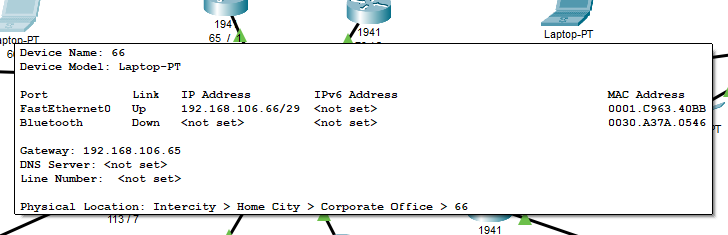 194
1941
Laptop-PT
65 / 1
Device Name: 66
Device Model: Laptop-PT
Port Link IP Address IPv6 Address MAC Address
FastEthernet0 Up 192.168.106.66/29 <not set> 0001.C963.40BB
Bluetooth Down <not set> <not set> 0030.A37A.0546
Gateway: 192.168.106.65
DNS Server: <not set>
Line Number: <not set>
Physical Location: Intercity > Home City > Corporate Office > 66
113 / 7
1941